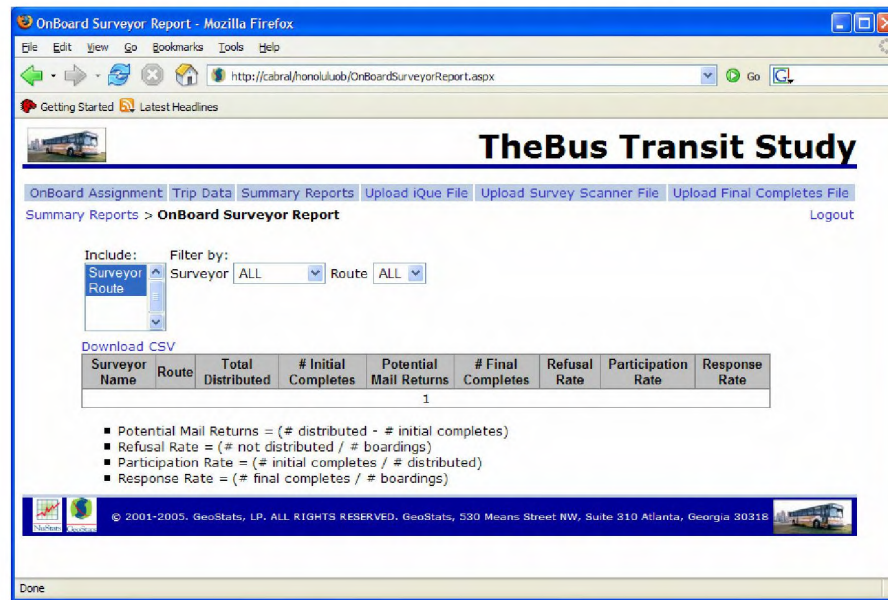 OnBoard Surveyor Report - Mozilla Firefox
File Edit View Go Bookmarks Tools Help
http://cabral/honoluluob/OnBoardSurveyorReport.aspx Go
Getting Started Latest Headlines
TheBus Transit Study
OnBoard Assignment Trip Data Summary Reports Upload iQue File Upload Survey Scanner File Upload Final Completes File
Summary Reports > OnBoard Surveyor Report Logout
Include: Filter by:
Surveyor Surveyor ALL Route ALL
Route
Download CSV
Surveyor Name Route Total Distributed # Initial Completes Potential Mail Returns # Final Completes Refusal Rate Participation Rate Response Rate
1
Potential Mail Returns = (# distributed - # initial completes)
Refusal Rate = (# not distributed / # boardings)
Participation Rate = (# initial completes / # distributed)
Response Rate = (# final completes / # boardings)
NuStats GeoStats © 2001-2005. GeoStats, LP. ALL RIGHTS RESERVED. GeoStats, 530 Means Street NW, Suite 310 Atlanta, Georgia 30318
Done